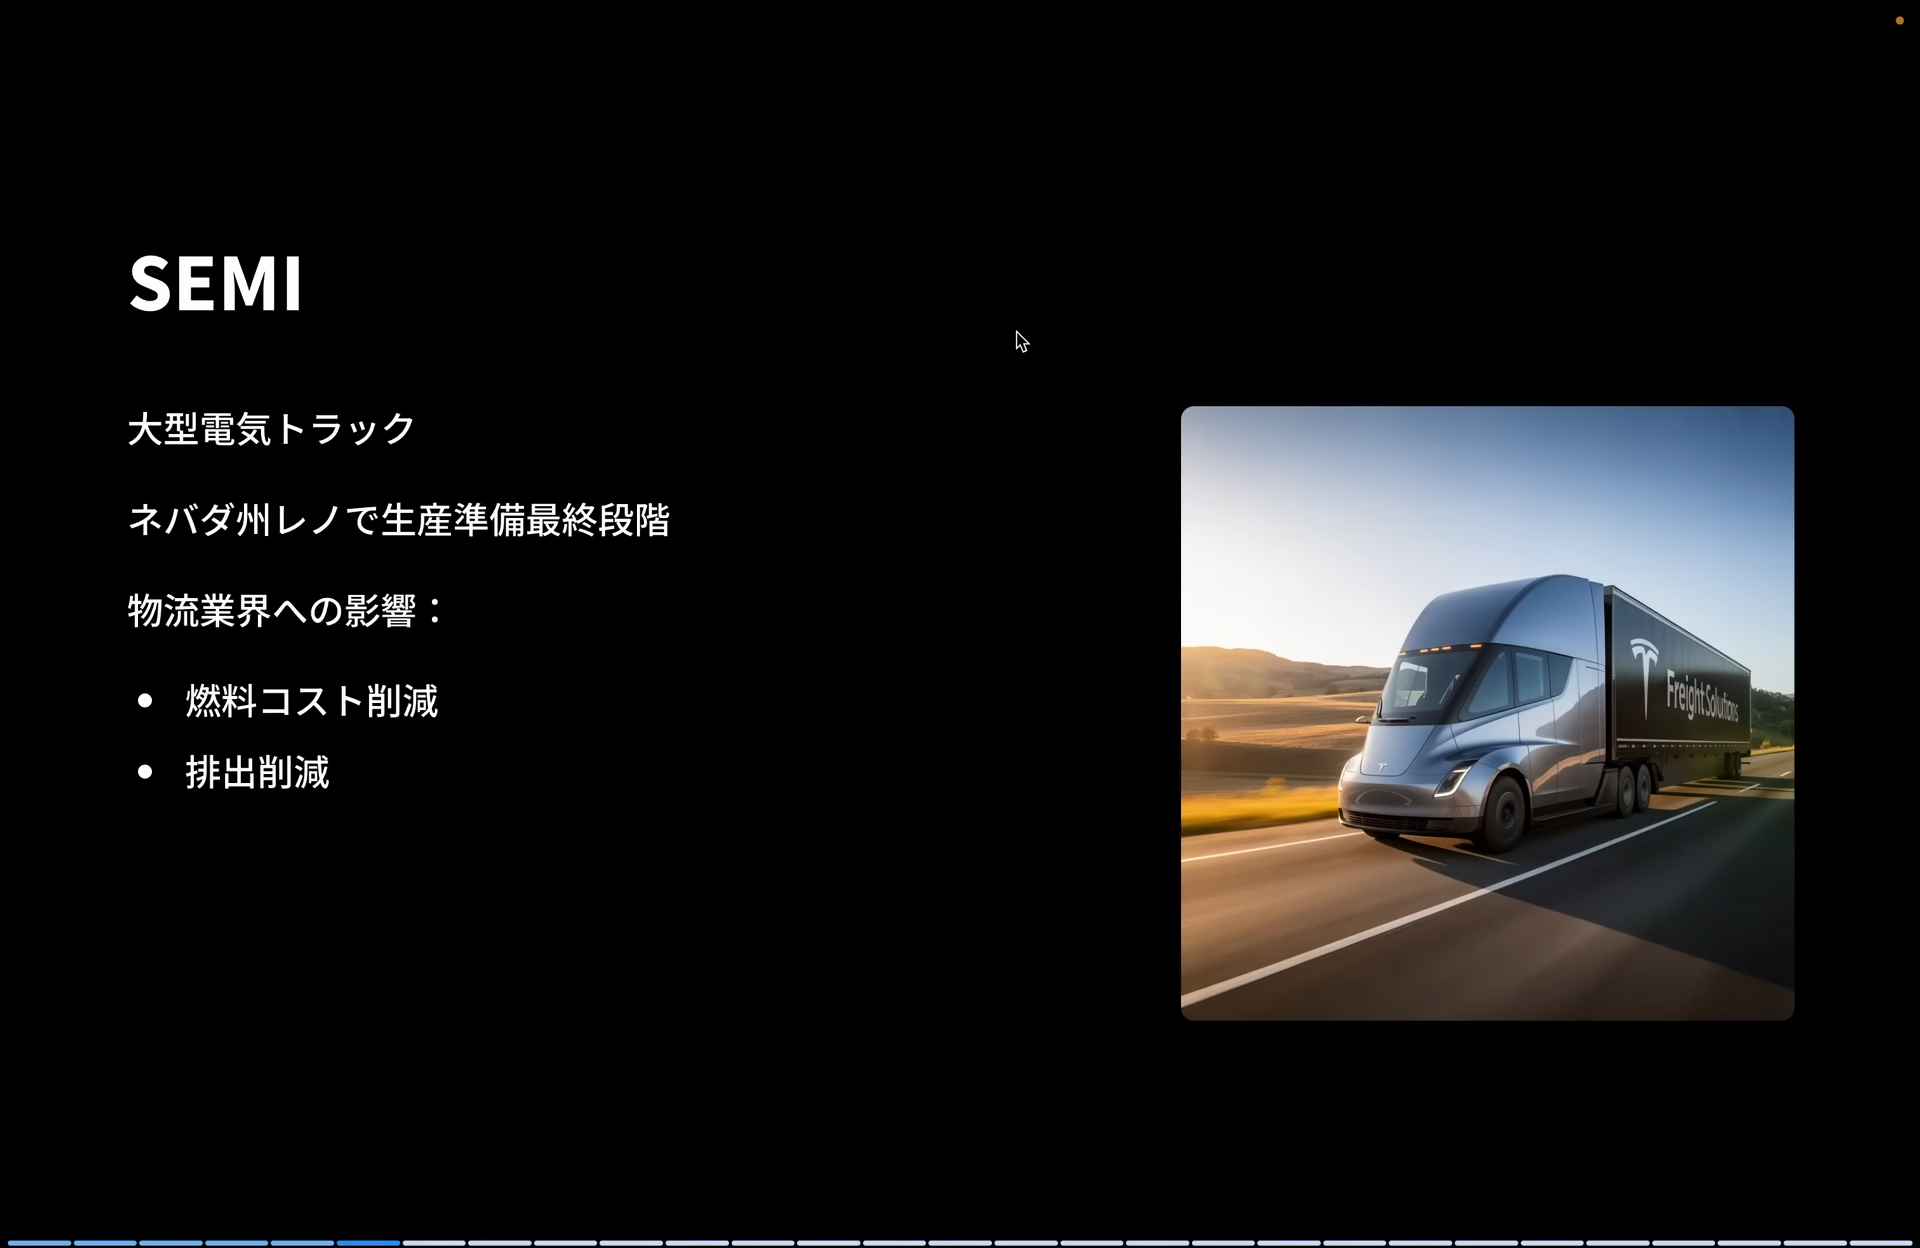 SEMI
大型電気トラック
ネバダ州レノで生産準備最終段階
物流業界への影響：
• 燃料コスト削減
• 排出削減
Freight Solutions